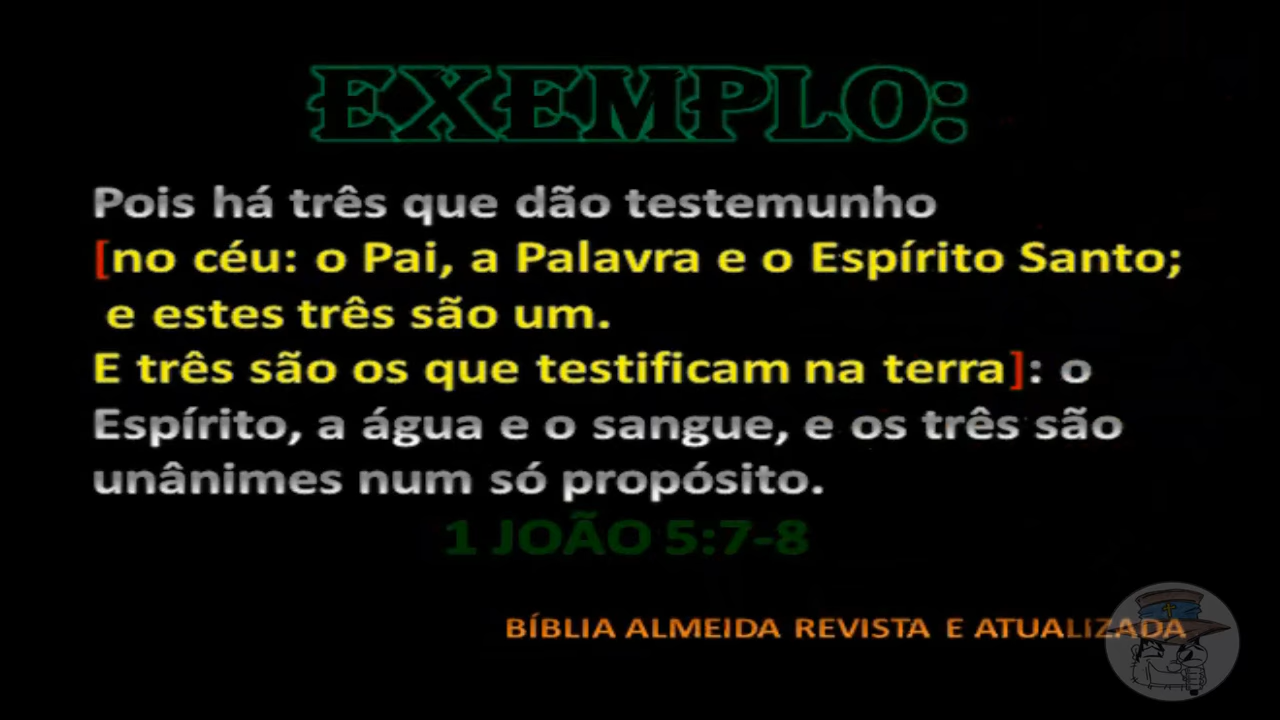 EXEMPLO:
Pois há três que dão testemunho
[no céu: o Pai, a Palavra e o Espírito Santo;
e estes três são um.
E três são os que testificam na terra]: o
Espírito, a água e o sangue, e os três são
unânimes num só propósito.
1 JOÃO 5:7-8
BÍBLIA ALMEIDA REVISTA E ATUALIZADA